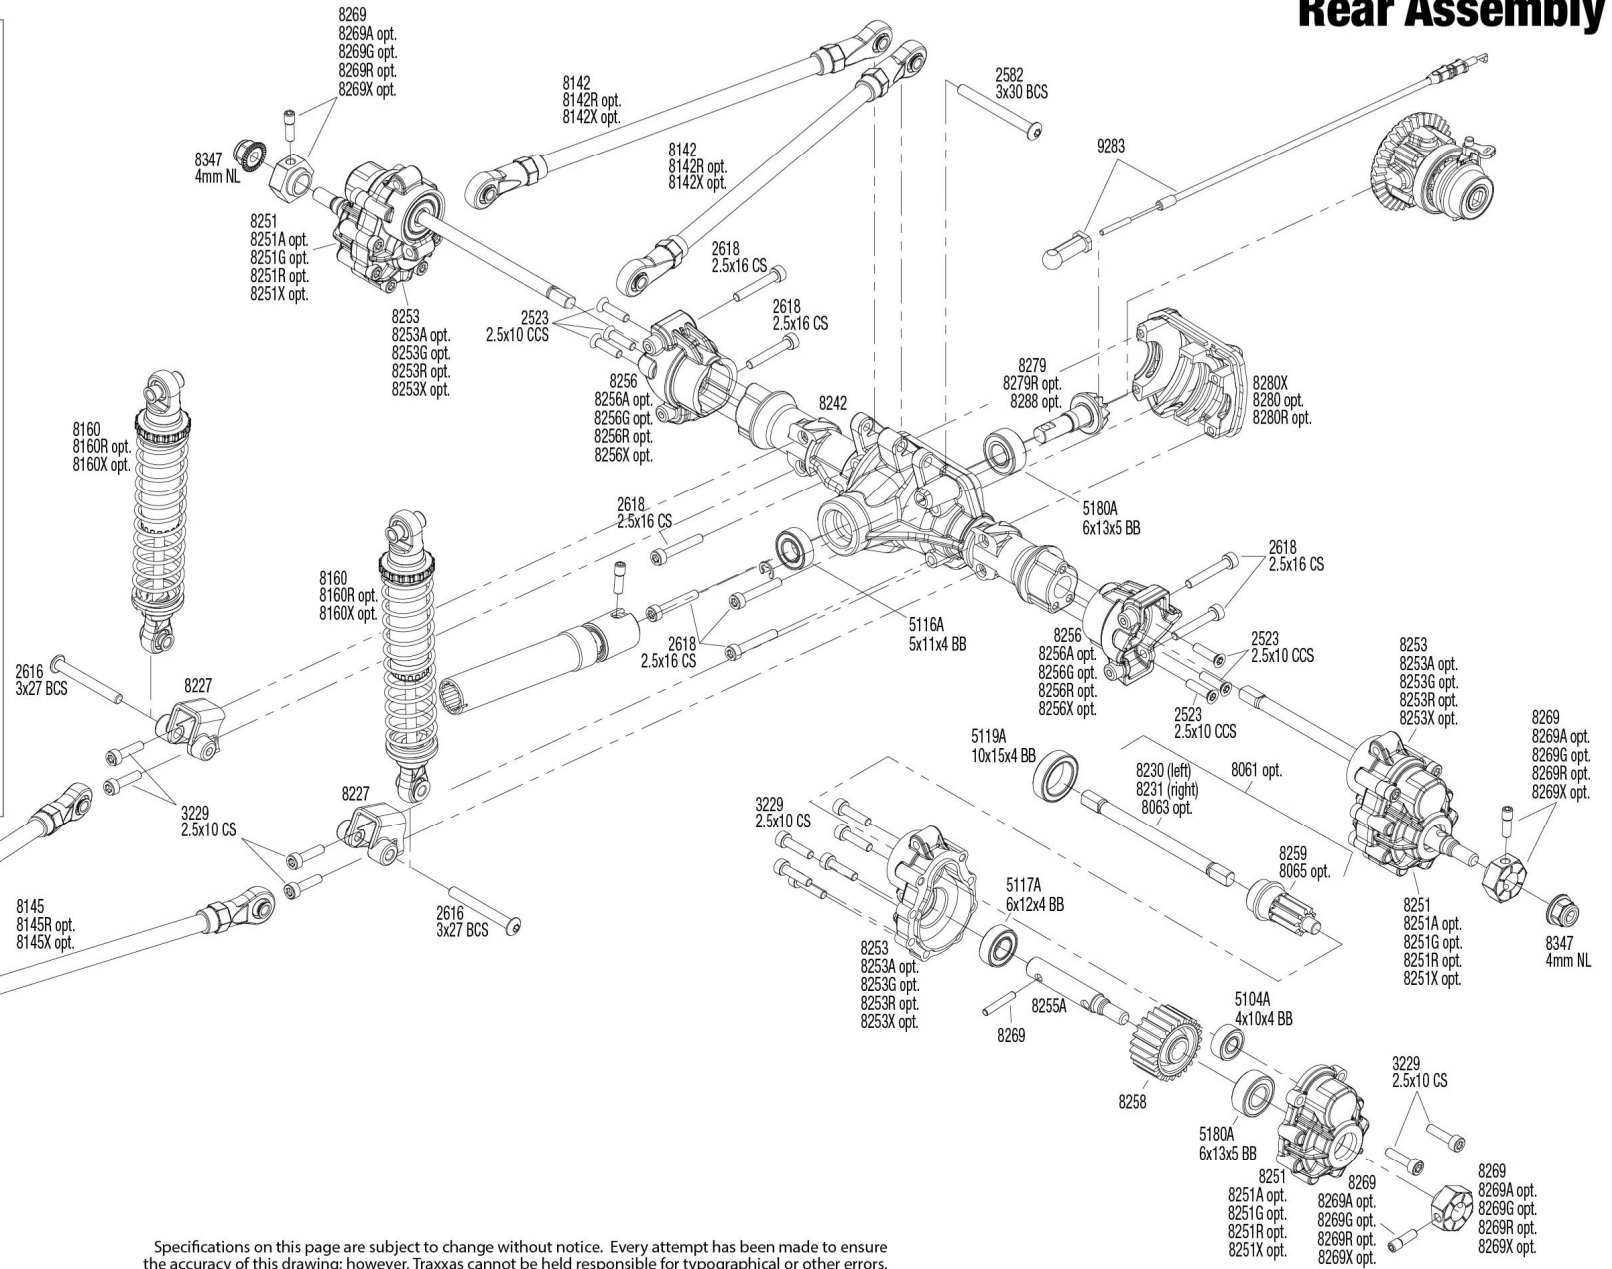 Rear Assembly
8269
8269A opt.
8269G opt.
8269R opt.
8269X opt.
8347
4mm NL
8251
8251A opt.
8251G opt.
8251R opt.
8251X opt.
8253
8253A opt.
8253G opt.
8253R opt.
8253X opt.
8142
8142R opt.
8142X opt.
8142
8142R opt.
8142X opt.
2582
3x30 BCS
9283
2618
2.5x16 CS
2618
2.5x16 CS
2523
2.5x10 CCS
8256
8256A opt.
8256G opt.
8256R opt.
8256X opt.
8242
8279
8279R opt.
8288 opt.
8280X
8280 opt.
8280R opt.
8160
8160R opt.
8160X opt.
8160
8160R opt.
8160X opt.
2618
2.5x16 CS
5180A
6x13x5 BB
2618
2.5x16 CS
5116A
5x11x4 BB
2618
2.5x16 CS
8256
8256A opt.
8256G opt.
8256R opt.
8256X opt.
2523
2.5x10 CCS
2523
2.5x10 CCS
8253
8253A opt.
8253G opt.
8253R opt.
8253X opt.
2616
3x27 BCS
8227
8227
3229
2.5x10 CS
2616
3x27 BCS
8145
8145R opt.
8145X opt.
5119A
10x15x4 BB
8230 (left)
8231 (right)
8063 opt.
8061 opt.
8269
8269A opt.
8269G opt.
8269R opt.
8269X opt.
3229
2.5x10 CS
8259
8065 opt.
5117A
6x12x4 BB
8251
8251A opt.
8251G opt.
8251R opt.
8251X opt.
8347
4mm NL
8253
8253A opt.
8253G opt.
8253R opt.
8253X opt.
8255A
8269
5104A
4x10x4 BB
8258
3229
2.5x10 CS
5180A
6x13x5 BB
8251
8251A opt.
8251G opt.
8251R opt.
8251X opt.
8269
8269A opt.
8269G opt.
8269R opt.
8269X opt.
8269
8269A opt.
8269G opt.
8269R opt.
8269X opt.
Specifications on this page are subject to change without notice.  Every attempt has been made to ensure
the accuracy of this drawing; however, Traxxas cannot be held responsible for typographical or other errors.